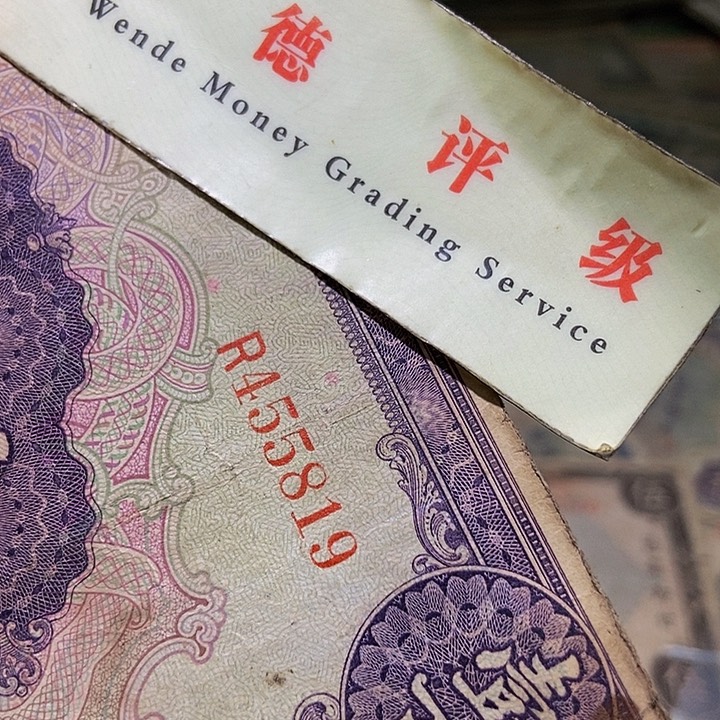 德评级
Wende Money Grading Service
R455819